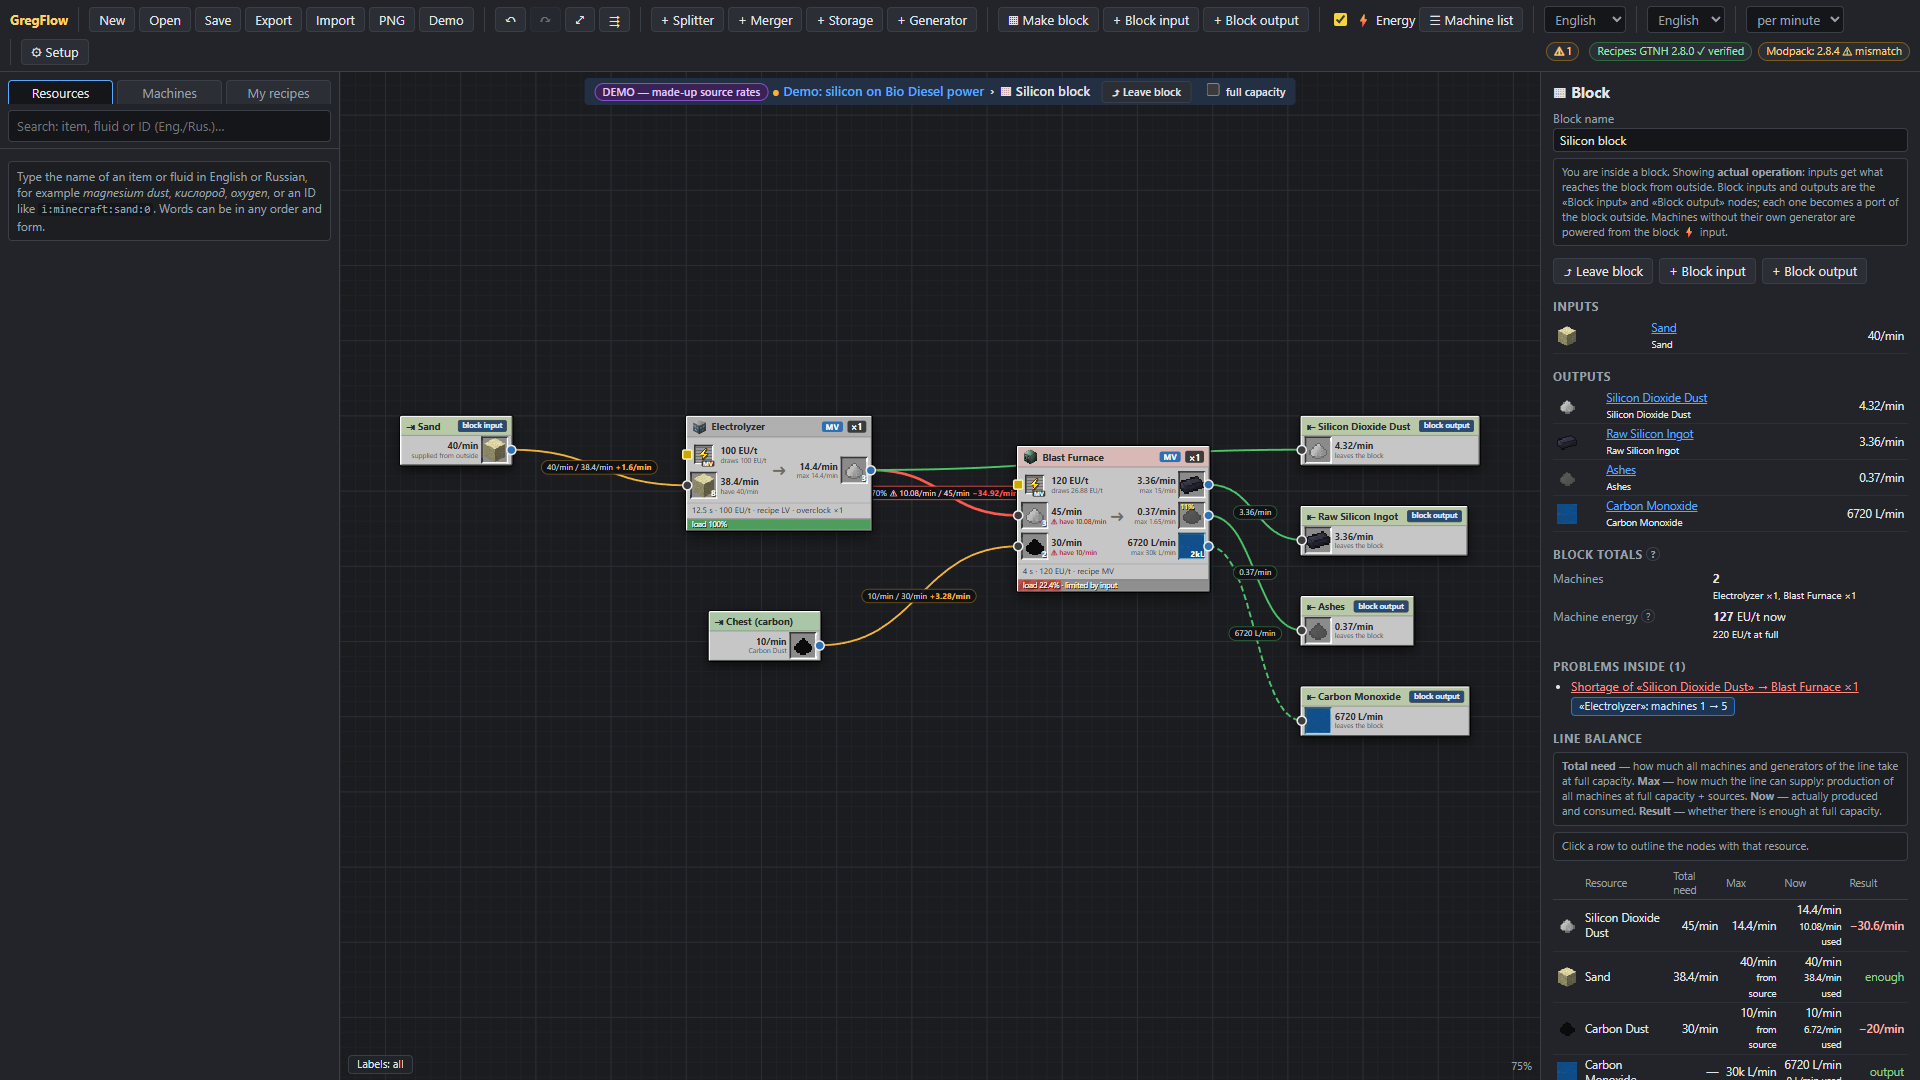 GregFlow
New
Open
Save
Export
Import
PNG
Demo
+ Splitter
+ Merger
+ Storage
+ Generator
Make block
+ Block input
+ Block output
Energy
Machine list
English
English
per minute
Setup
1
Recipes: GTNH 2.8.0 ✓ verified
Modpack: 2.8.4 ⚠ mismatch
Resources
Machines
My recipes
Search: item, fluid or ID (Eng./Rus.)...
Type the name of an item or fluid in English or Russian,
for example magnesium dust, кислород, oxygen, or an ID
like i:minecraft:sand:0. Words can be in any order and
form.
DEMO — made-up source rates
Demo: silicon on Bio Diesel power › Silicon block
Leave block
full capacity
Sand
block input
40/min
supplied from outside
40/min / 38.4/min +1.6/min
Electrolyzer
MV
×1
100 EU/t
draws 100 EU/t
MV
38.4/min
have 40/min
14.4/min
max 14.4/min
12.5 s · 100 EU/t · recipe LV · overclock ×1
load 100%
70% ⚠ 10.08/min / 45/min −34.92/min
Chest (carbon)
10/min
Carbon Dust
10/min / 30/min +3.28/min
Blast Furnace
MV
×1
120 EU/t
draws 26.88 EU/t
MV
45/min
⚠ have 10.08/min
30/min
⚠ have 10/min
2
3.36/min
max 15/min
0.37/min
max 1.65/min
11%
6720 L/min
max 30k L/min
2kL
4 s · 120 EU/t · recipe MV
load 22.4% · limited by input
3.36/min
0.37/min
6720 L/min
Silicon Dioxide Dust
block output
4.32/min
leaves the block
Raw Silicon Ingot
block output
3.36/min
leaves the block
Ashes
block output
0.37/min
leaves the block
Carbon Monoxide
block output
6720 L/min
leaves the block
Labels: all
75%
Block
Block name
Silicon block
You are inside a block. Showing actual operation: inputs get what
reaches the block from outside. Block inputs and outputs are the
«Block input» and «Block output» nodes; each one becomes a port of
the block outside. Machines without their own generator are
powered from the block ⚡ input.
Leave block
+ Block input
+ Block output
INPUTS
Sand
Sand
40/min
OUTPUTS
Silicon Dioxide Dust
Silicon Dioxide Dust
4.32/min
Raw Silicon Ingot
Raw Silicon Ingot
3.36/min
Ashes
Ashes
0.37/min
Carbon Monoxide
Carbon Monoxide
6720 L/min
BLOCK TOTALS ?
Machines
2
Electrolyzer ×1, Blast Furnace ×1
Machine energy ?
127 EU/t now
220 EU/t at full
PROBLEMS INSIDE (1)
• Shortage of «Silicon Dioxide Dust» → Blast Furnace ×1
«Electrolyzer»: machines 1 → 5
LINE BALANCE
Total need — how much all machines and generators of the line take
at full capacity. Max — how much the line can supply: production of
all machines at full capacity + sources. Now — actually produced
and consumed. Result — whether there is enough at full capacity.
Click a row to outline the nodes with that resource.
Resource
Total need
Max
Now
Result
Silicon Dioxide Dust
45/min
14.4/min
14.4/min
10.08/min used
−30.6/min
Sand
38.4/min
40/min
from source
40/min
38.4/min used
enough
Carbon Dust
30/min
10/min
from source
10/min
6.72/min used
−20/min
Carbon
—
30k L/min
6720 L/min
output